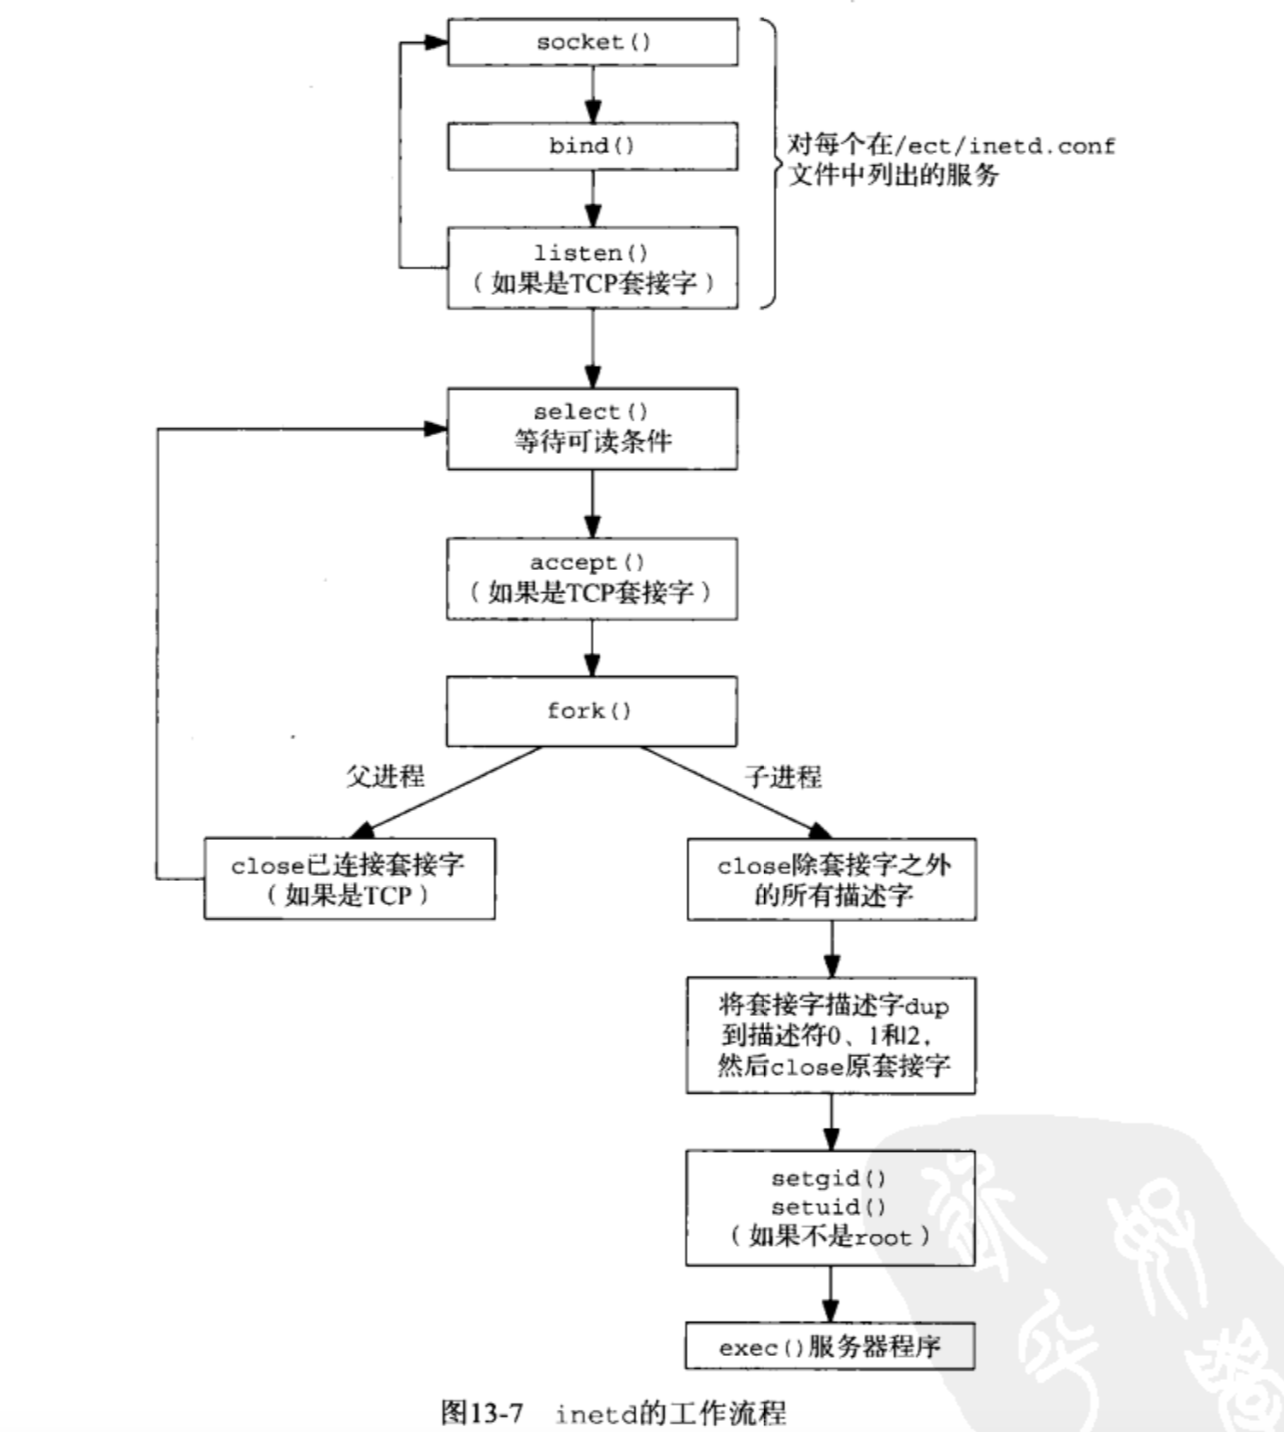 socket()
bind()
对每个在/ect/inetd.conf
文件中列出的服务
listen()
（如果是TCP套接字）
select()
等待可读条件
accept()
（如果是TCP套接字）
fork()
父进程
子进程
close已连接套接字
（如果是TCP）
close除套接字之外
的所有描述字
将套接字描述字dup
到描述符0、1和2，
然后close原套接字
setgid()
setuid()
（如果不是root）
exec()服务器程序
图13-7 inetd的工作流程